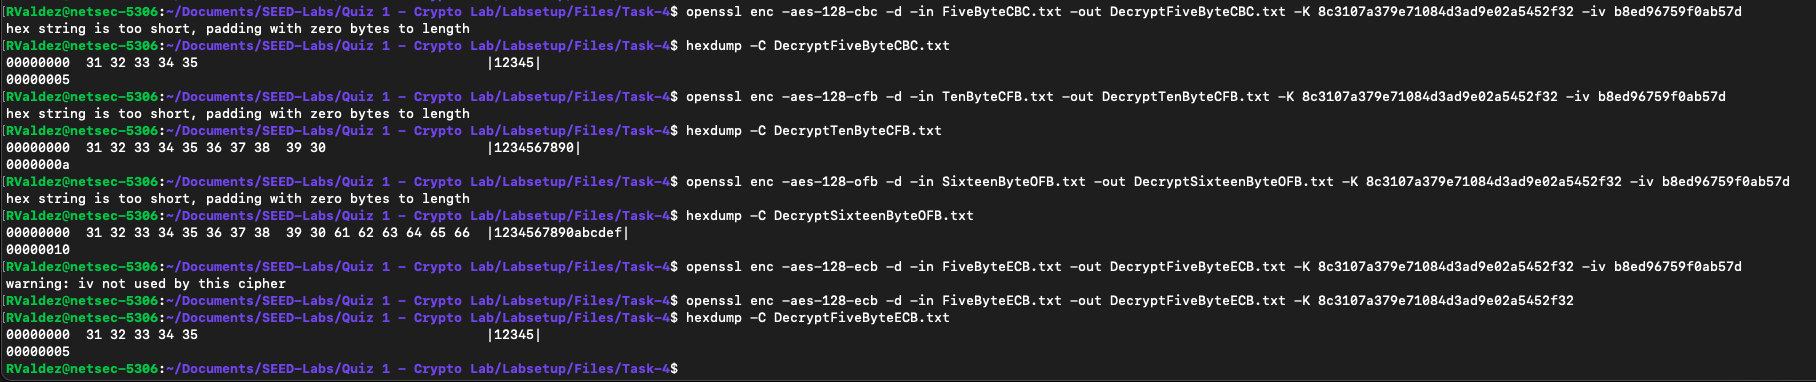 [RValdez@netsec-5306:~/Documents/SEED-Labs/Quiz 1 - Crypto Lab/Labsetup/Files/Task-4$ openssl enc -aes-128-cbc -d -in FiveByteCBC.txt -out DecryptFiveByteCBC.txt -K 8c3107a379e71084d3ad9e02a5452f32 -iv b8ed96759f0ab57d
hex string is too short, padding with zero bytes to length
[RValdez@netsec-5306:~/Documents/SEED-Labs/Quiz 1 - Crypto Lab/Labsetup/Files/Task-4$ hexdump -C DecryptFiveByteCBC.txt
00000000  31 32 33 34 35                                    |12345|
00000005
[RValdez@netsec-5306:~/Documents/SEED-Labs/Quiz 1 - Crypto Lab/Labsetup/Files/Task-4$ openssl enc -aes-128-cfb -d -in TenByteCFB.txt -out DecryptTenByteCFB.txt -K 8c3107a379e71084d3ad9e02a5452f32 -iv b8ed96759f0ab57d
hex string is too short, padding with zero bytes to length
[RValdez@netsec-5306:~/Documents/SEED-Labs/Quiz 1 - Crypto Lab/Labsetup/Files/Task-4$ hexdump -C DecryptTenByteCFB.txt
00000000  31 32 33 34 35 36 37 38  39 30                    |1234567890|
0000000a
[RValdez@netsec-5306:~/Documents/SEED-Labs/Quiz 1 - Crypto Lab/Labsetup/Files/Task-4$ openssl enc -aes-128-ofb -d -in SixteenByteOFB.txt -out DecryptSixteenByteOFB.txt -K 8c3107a379e71084d3ad9e02a5452f32 -iv b8ed96759f0ab57d
hex string is too short, padding with zero bytes to length
[RValdez@netsec-5306:~/Documents/SEED-Labs/Quiz 1 - Crypto Lab/Labsetup/Files/Task-4$ hexdump -C DecryptSixteenByteOFB.txt
00000000  31 32 33 34 35 36 37 38  39 30 61 62 63 64 65 66  |1234567890abcdef|
00000010
[RValdez@netsec-5306:~/Documents/SEED-Labs/Quiz 1 - Crypto Lab/Labsetup/Files/Task-4$ openssl enc -aes-128-ecb -d -in FiveByteECB.txt -out DecryptFiveByteECB.txt -K 8c3107a379e71084d3ad9e02a5452f32 -iv b8ed96759f0ab57d
warning: iv not used by this cipher
[RValdez@netsec-5306:~/Documents/SEED-Labs/Quiz 1 - Crypto Lab/Labsetup/Files/Task-4$ openssl enc -aes-128-ecb -d -in FiveByteECB.txt -out DecryptFiveByteECB.txt -K 8c3107a379e71084d3ad9e02a5452f32
[RValdez@netsec-5306:~/Documents/SEED-Labs/Quiz 1 - Crypto Lab/Labsetup/Files/Task-4$ hexdump -C DecryptFiveByteECB.txt
00000000  31 32 33 34 35                                    |12345|
00000005
RValdez@netsec-5306:~/Documents/SEED-Labs/Quiz 1 - Crypto Lab/Labsetup/Files/Task-4$